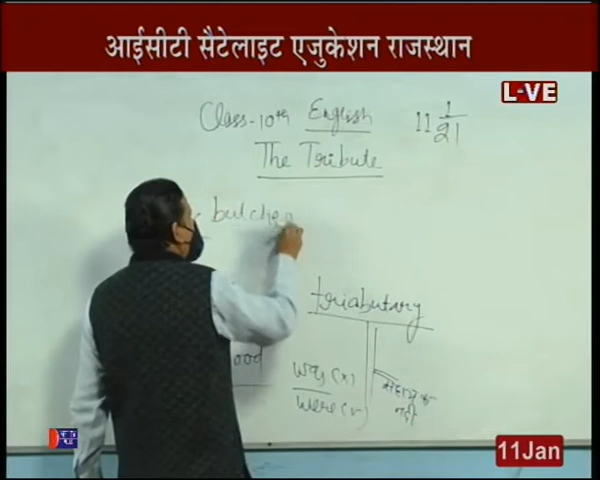 आईसीटी सैटेलाइट एजुकेशन राजस्थान
L-VE
Class-10th English 11 1/21
The Tribute
butche
triabutary
ood
was (x)
were (v)
सहायक
नदी
11Jan